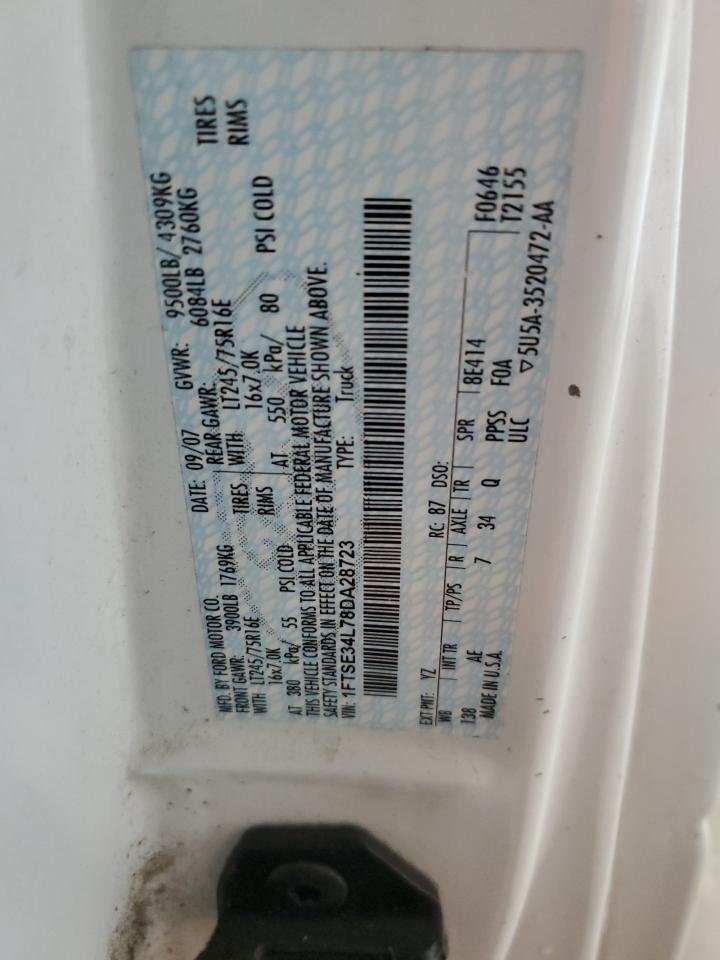 MFD. BY FORD MOTOR CO. DATE: 09/07 GVWR: 9500LB/ 4309KG
FRONT GAWR: 3900LB 1769KG REAR GAWR: 6084LB 2760KG
WITH LT245/75R16E TIRES WITH LT245/75R16E TIRES
16x7.0K RIMS 16x7.0K RIMS
AT 380 kPa/ 55 PSI COLD AT 550 kPa/ 80 PSI COLD
THIS VEHICLE CONFORMS TO ALL APPLICABLE FEDERAL MOTOR VEHICLE
SAFETY STANDARDS IN EFFECT ON THE DATE OF MANUFACTURE SHOWN ABOVE.
VIN: 1FTSE34L78DA28723 TYPE: Truck
EXT PNT: YZ RC: 87 DSO: F0646
WB INT TR TP/PS R AXLE TR SPR 8E414 T2155
138 AE 7 34 Q PPSS FOA
MADE IN U.S.A. ULC ▽5U5A-3520472-AA